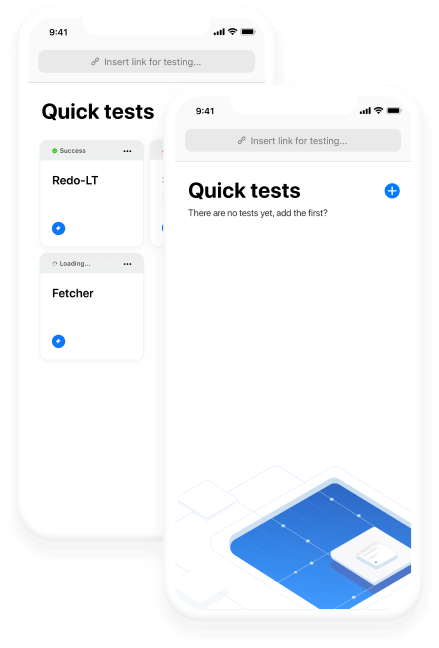 9:41
Insert link for testing...
Quick tests
Success
Redo-LT
Loading...
Fetcher
9:41
Insert link for testing...
Quick tests
There are no tests yet, add the first?